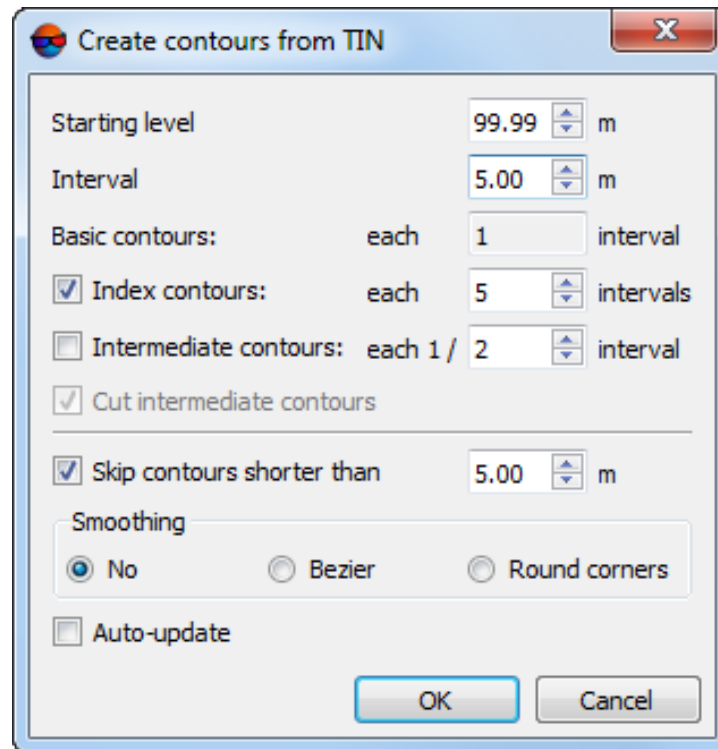 Create contours from TIN
Starting level 99.99 m
Interval 5.00 m
Basic contours: each 1 interval
Index contours: each 5 intervals
Intermediate contours: each 1 / 2 interval
Cut intermediate contours
Skip contours shorter than 5.00 m
Smoothing
No Bezier Round corners
Auto-update
OK Cancel